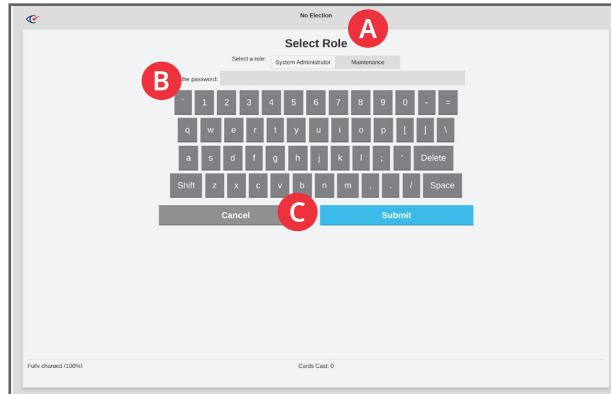 No Election
A
Select Role
Select a role: System Administrator Maintenance
B the password:
` 1 2 3 4 5 6 7 8 9 0 - =
q w e r t y u i o p [ ] \
a s d f g h j k l ; ' Delete
Shift z x c v b n m , . / Space
Cancel C Submit
Fully charged (100%) Cards Cast: 0